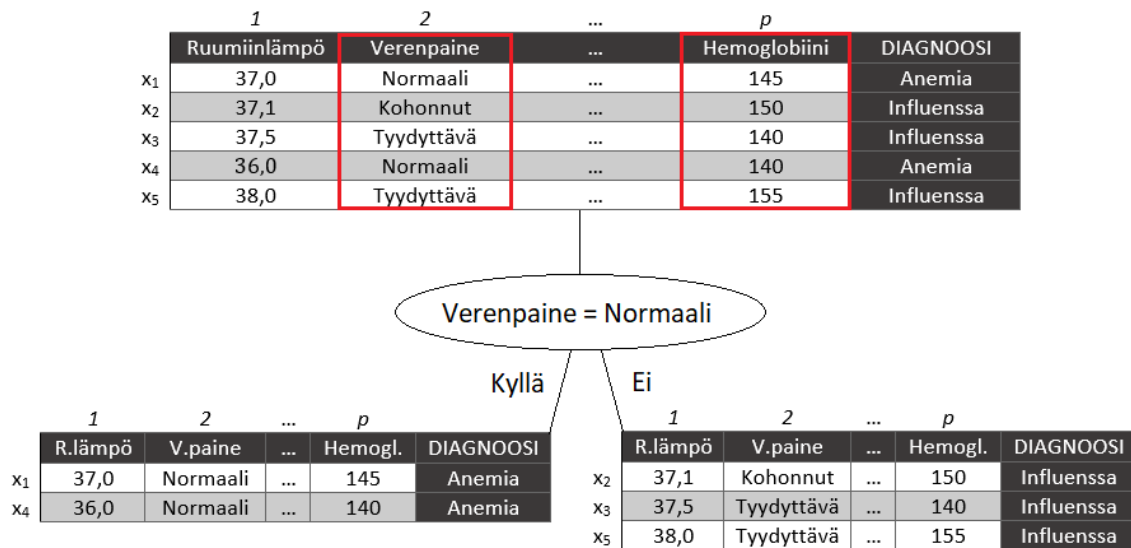 1 2 ... p
Ruumiinlämpö Verenpaine ... Hemoglobiini DIAGNOOSI
x₁ 37,0 Normaali ... 145 Anemia
x₂ 37,1 Kohonnut ... 150 Influenssa
x₃ 37,5 Tyydyttävä ... 140 Influenssa
x₄ 36,0 Normaali ... 140 Anemia
x₅ 38,0 Tyydyttävä ... 155 Influenssa
Verenpaine = Normaali
Kyllä Ei
1 2 ... p
R.lämpö V.paine ... Hemogl. DIAGNOOSI
x₁ 37,0 Normaali ... 145 Anemia
x₄ 36,0 Normaali ... 140 Anemia
1 2 ... p
R.lämpö V.paine ... Hemogl. DIAGNOOSI
x₂ 37,1 Kohonnut ... 150 Influenssa
x₃ 37,5 Tyydyttävä ... 140 Influenssa
x₅ 38,0 Tyydyttävä ... 155 Influenssa